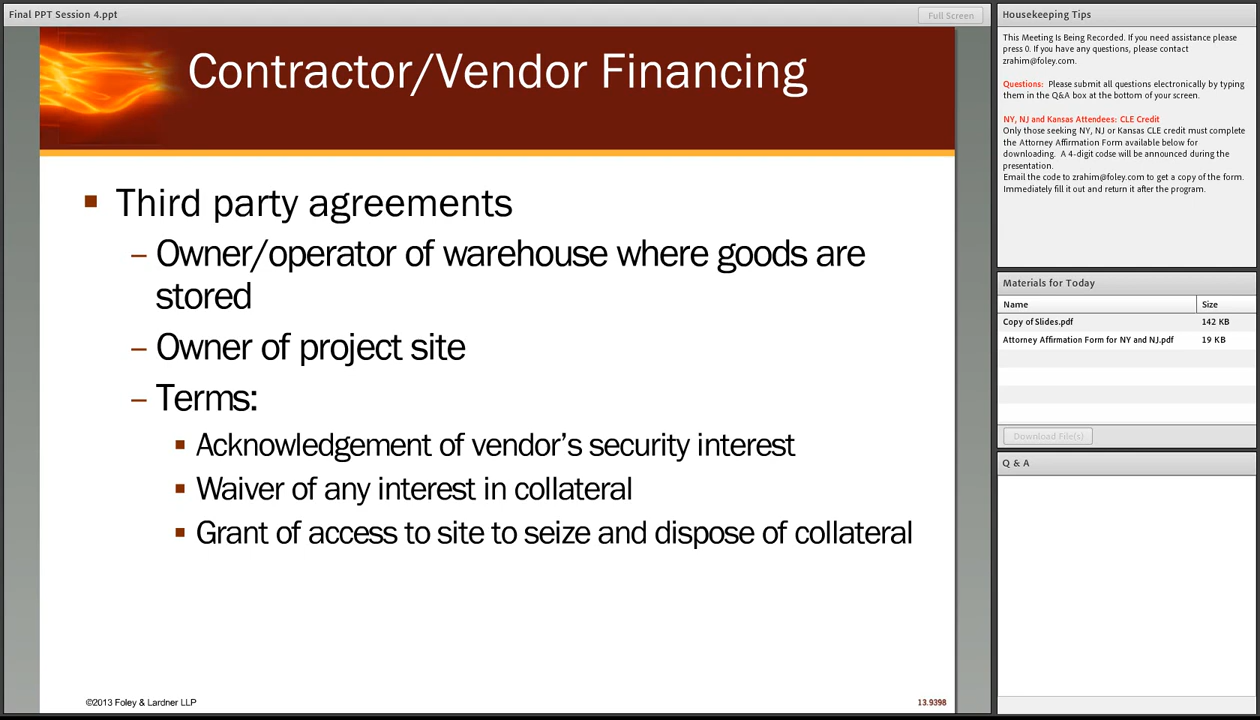 Final PPT Session 4.ppt
Full Screen
Contractor/Vendor Financing
Third party agreements
– Owner/operator of warehouse where goods are
stored
– Owner of project site
– Terms:
Acknowledgement of vendor’s security interest
Waiver of any interest in collateral
Grant of access to site to seize and dispose of collateral
©2013 Foley & Lardner LLP
13.9398
Housekeeping Tips
This Meeting Is Being Recorded. If you need assistance please
press 0. If you have any questions, please contact
zrahim@foley.com.
Questions: Please submit all questions electronically by typing
them in the Q&A box at the bottom of your screen.
NY, NJ and Kansas Attendees: CLE Credit
Only those seeking NY, NJ or Kansas CLE credit must complete
the Attorney Affirmation Form available below for
downloading. A 4-digit codse will be announced during the
presentation.
Email the code to zrahim@foley.com to get a copy of the form.
Immediately fill it out and return it after the program.
Materials for Today
Name Size
Copy of Slides.pdf 142 KB
Attorney Affirmation Form for NY and NJ.pdf 19 KB
Download File(s)
Q & A